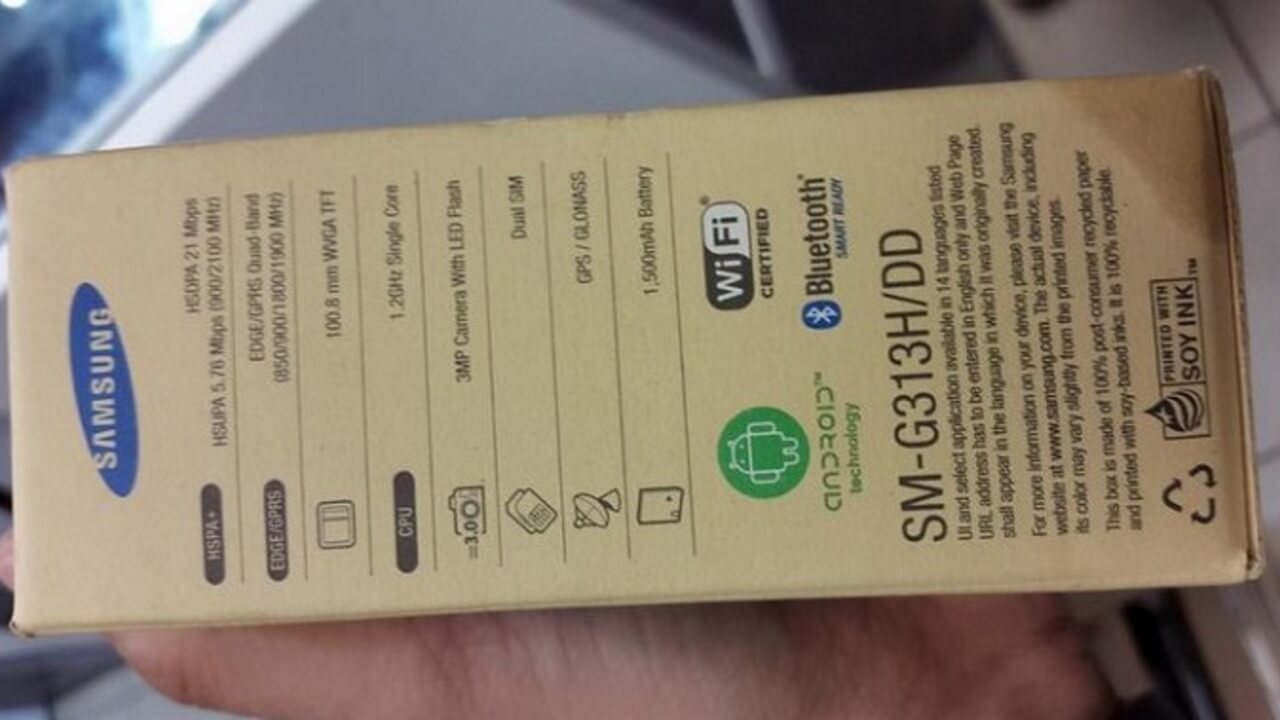 SAMSUNG
HSPA+ HSDPA 21 Mbps
HSUPA 5.76 Mbps (900/2100 MHz)
EDGE/GPRS EDGE/GPRS Quad-Band
(850/900/1800/1900 MHz)
100.8 mm WVGA TFT
CPU 1.2GHz Single Core
=3.0 3MP Camera With LED Flash
Dual SIM
GPS / GLONASS
1,500mAh Battery
Wi Fi ®
CERTIFIED
ANDROID™
technology
Bluetooth®
SMART READY
SM-G313H/DD
UI and select application available in 14 languages listed
URL address has to be entered in English only and Web Page
shall appear in the language in which it was originally created.
For more information on your device, please visit the Samsung
website at www.samsung.com. The actual device, including
its color may vary slightly from the printed images.
This box is made of 100% post-consumer recycled paper
and printed with soy-based inks. It is 100% recyclable.
PRINTED WITH
SOY INK™